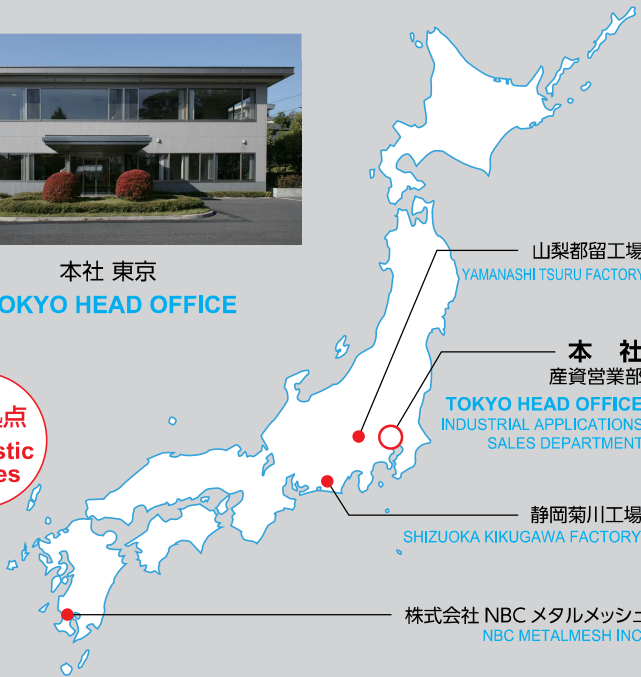 本社 東京
OKYO HEAD OFFICE
点
stic
es
山梨都留工場
YAMANASHI TSURU FACTORY
本 社
産資営業部
TOKYO HEAD OFFICE
INDUSTRIAL APPLICATIONS
SALES DEPARTMENT
静岡菊川工場
SHIZUOKA KIKUGAWA FACTORY
株式会社 NBC メタルメッシュ
NBC METALMESH INC